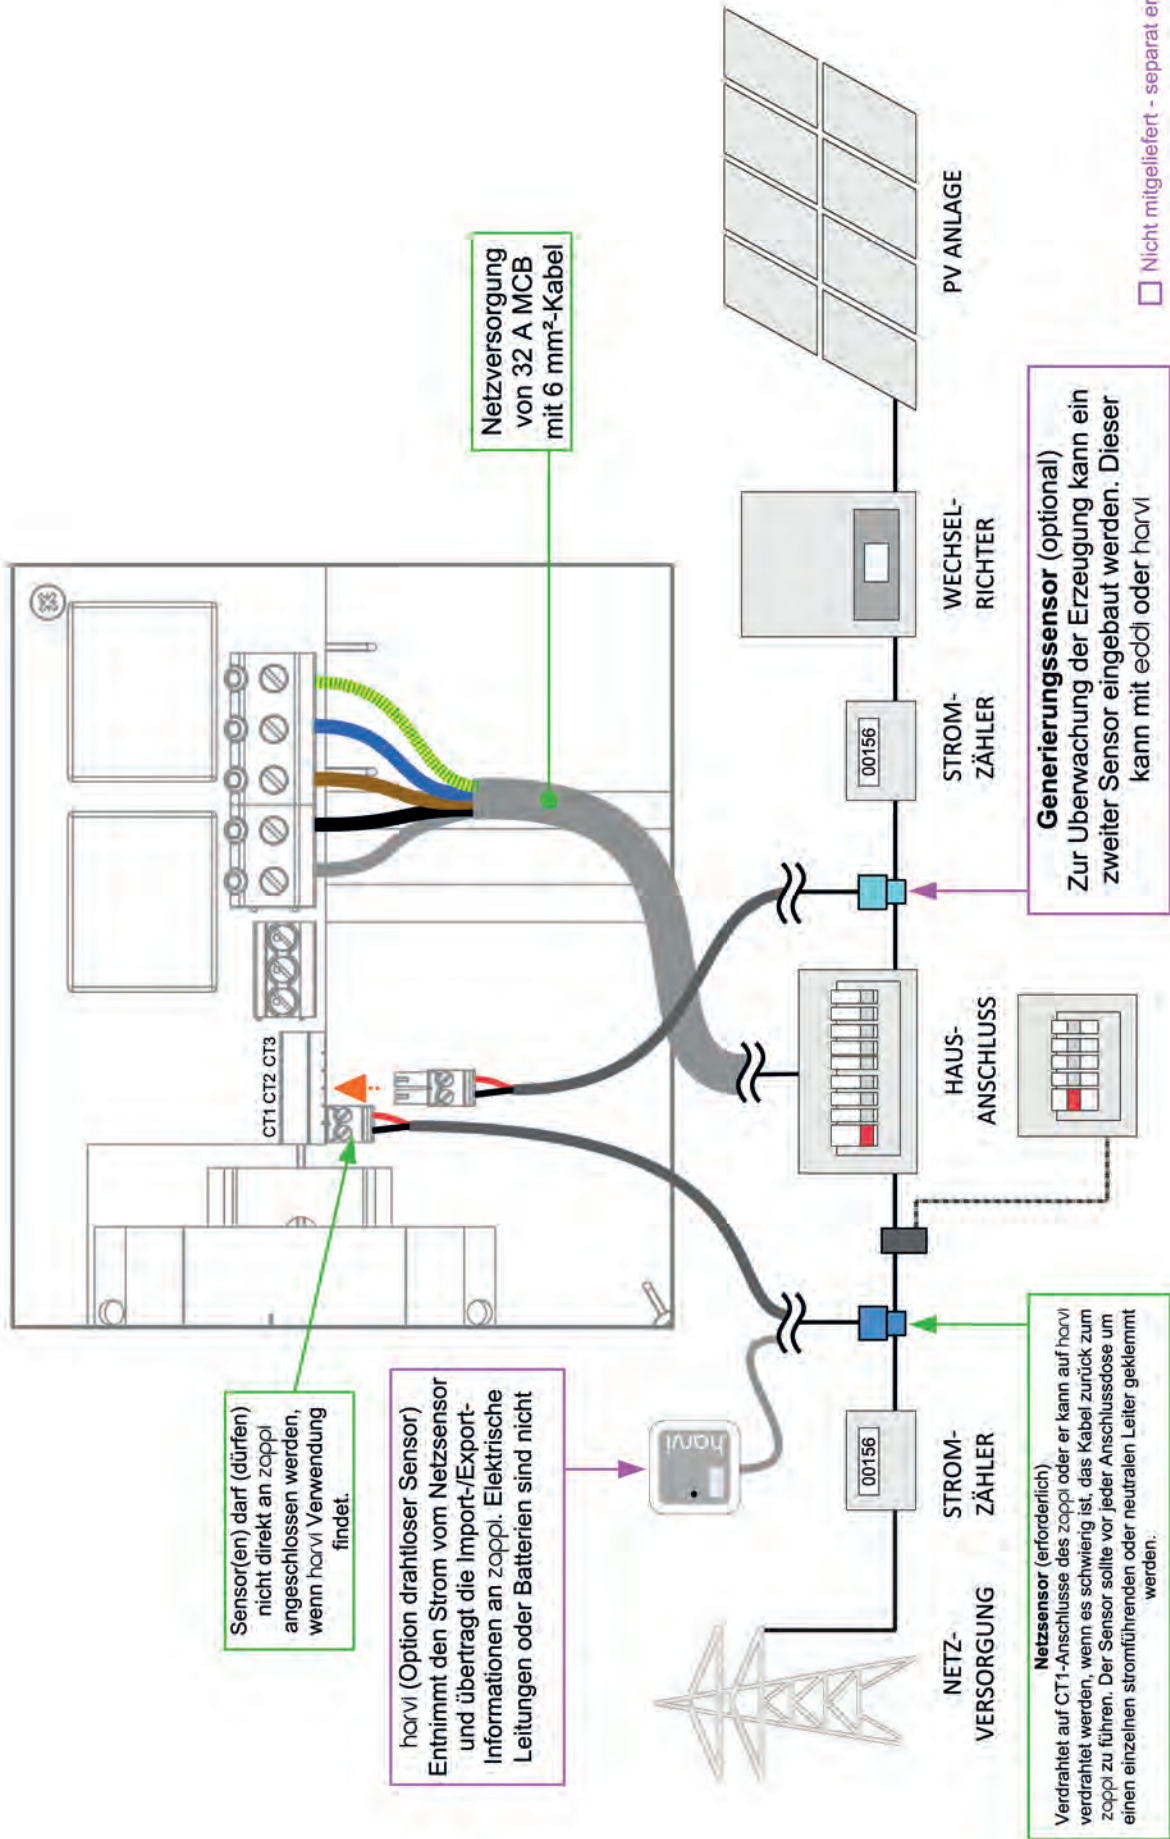 Sensor(en) darf (dürfen)
nicht direkt an zappi
angeschlossen werden,
wenn harvi Verwendung
findet.
CT1 CT2 CT3
harvi (Option drahtloser Sensor)
Entnimmt den Strom vom Netzsensor
und übertragt die Import-/Export-
Informationen an zappi. Elektrische
Leitungen oder Batterien sind nicht
Netzversorgung
von 32 A MCB
mit 6 mm²-Kabel
harvi
00156
00156
NETZ-
VERSORGUNG
STROM-
ZÄHLER
HAUS-
ANSCHLUSS
STROM-
ZÄHLER
WECHSEL-
RICHTER
PV ANLAGE
Netzsensor (erforderlich)
Verdrahtet auf CT1-Anschlusse des zappi oder er kann auf harvi
verdrahtet werden, wenn es schwierig ist, das Kabel zurück zum
zappi zu führen. Der Sensor sollte vor jeder Anschlussdose um
einen einzelnen stromführenden oder neutralen Leiter geklemmt
werden.
Generierungssensor (optional)
Zur Uberwachung der Erzeugung kann ein
zweiter Sensor eingebaut werden. Dieser
kann mit eddi oder harvi
Nicht mitgeliefert - separat er